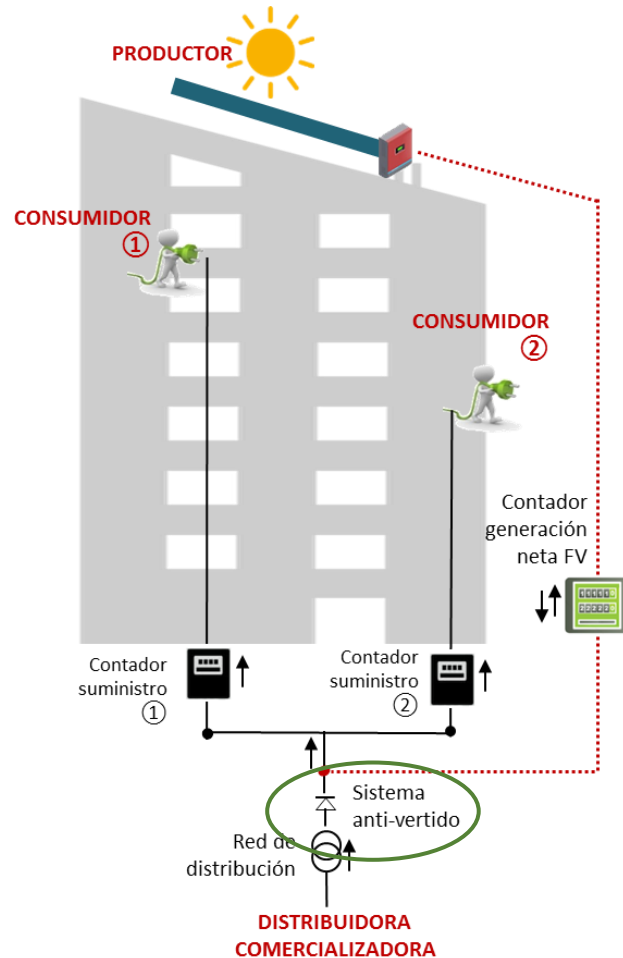 PRODUCTOR
CONSUMIDOR
①
CONSUMIDOR
②
Contador
generación
neta FV
Contador
suministro
①
Contador
suministro
②
Sistema
anti-vertido
Red de
distribución
DISTRIBUIDORA
COMERCIALIZADORA